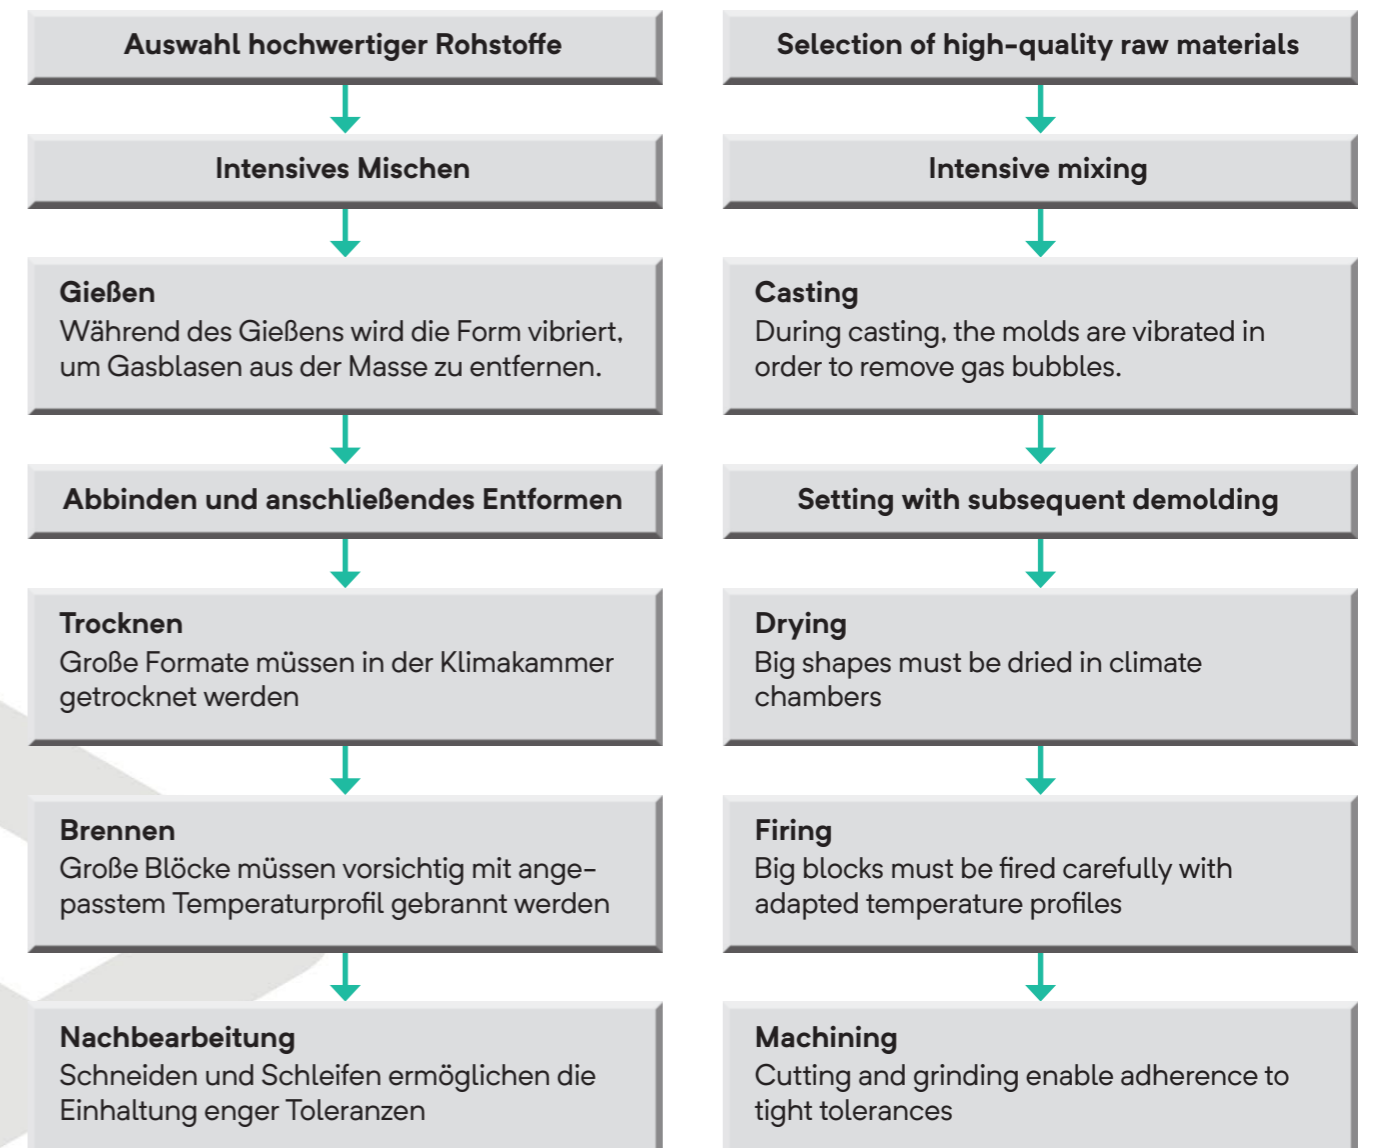 Auswahl hochwertiger Rohstoffe
Intensives Mischen
Gießen
Während des Gießens wird die Form vibriert,
um Gasblasen aus der Masse zu entfernen.
Abbinden und anschließendes Entformen
Trocknen
Große Formate müssen in der Klimakammer
getrocknet werden
Brennen
Große Blöcke müssen vorsichtig mit ange-
passtem Temperaturprofil gebrannt werden
Nachbearbeitung
Schneiden und Schleifen ermöglichen die
Einhaltung enger Toleranzen
Selection of high-quality raw materials
Intensive mixing
Casting
During casting, the molds are vibrated in
order to remove gas bubbles.
Setting with subsequent demolding
Drying
Big shapes must be dried in climate
chambers
Firing
Big blocks must be fired carefully with
adapted temperature profiles
Machining
Cutting and grinding enable adherence to
tight tolerances